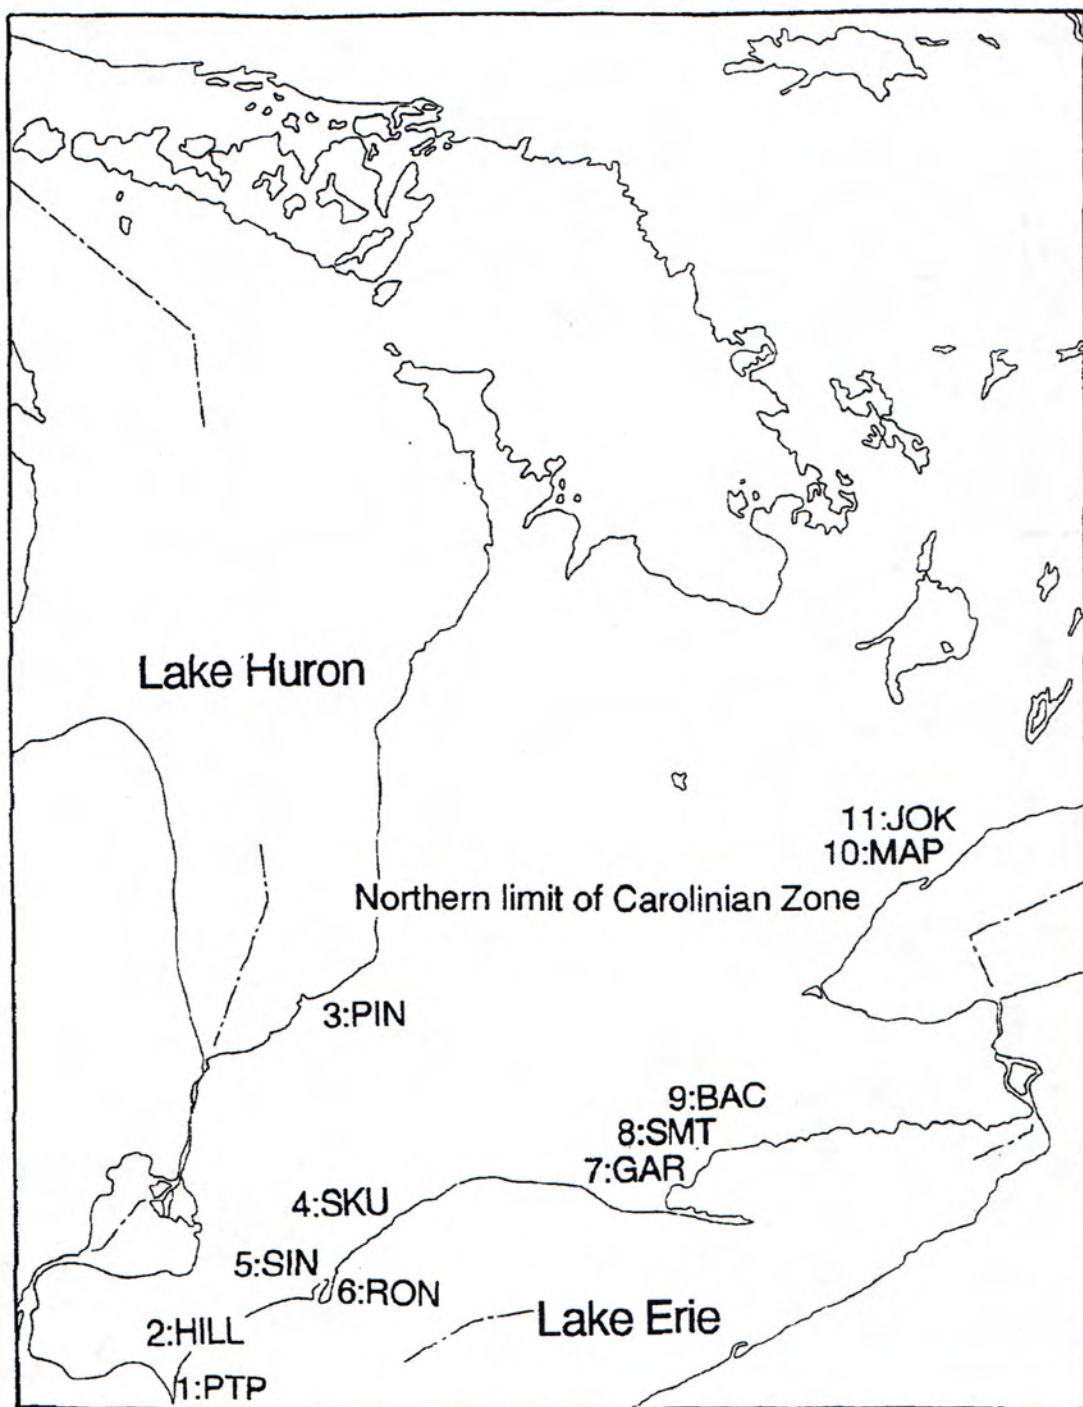 Lake Huron
11:JOK
10:MAP
Northern limit of Carolinian Zone
3:PIN
9:BAC
8:SMT
7:GAR
4:SKU
5:SIN
6:RON
Lake Erie
2:HILL
1:PTP